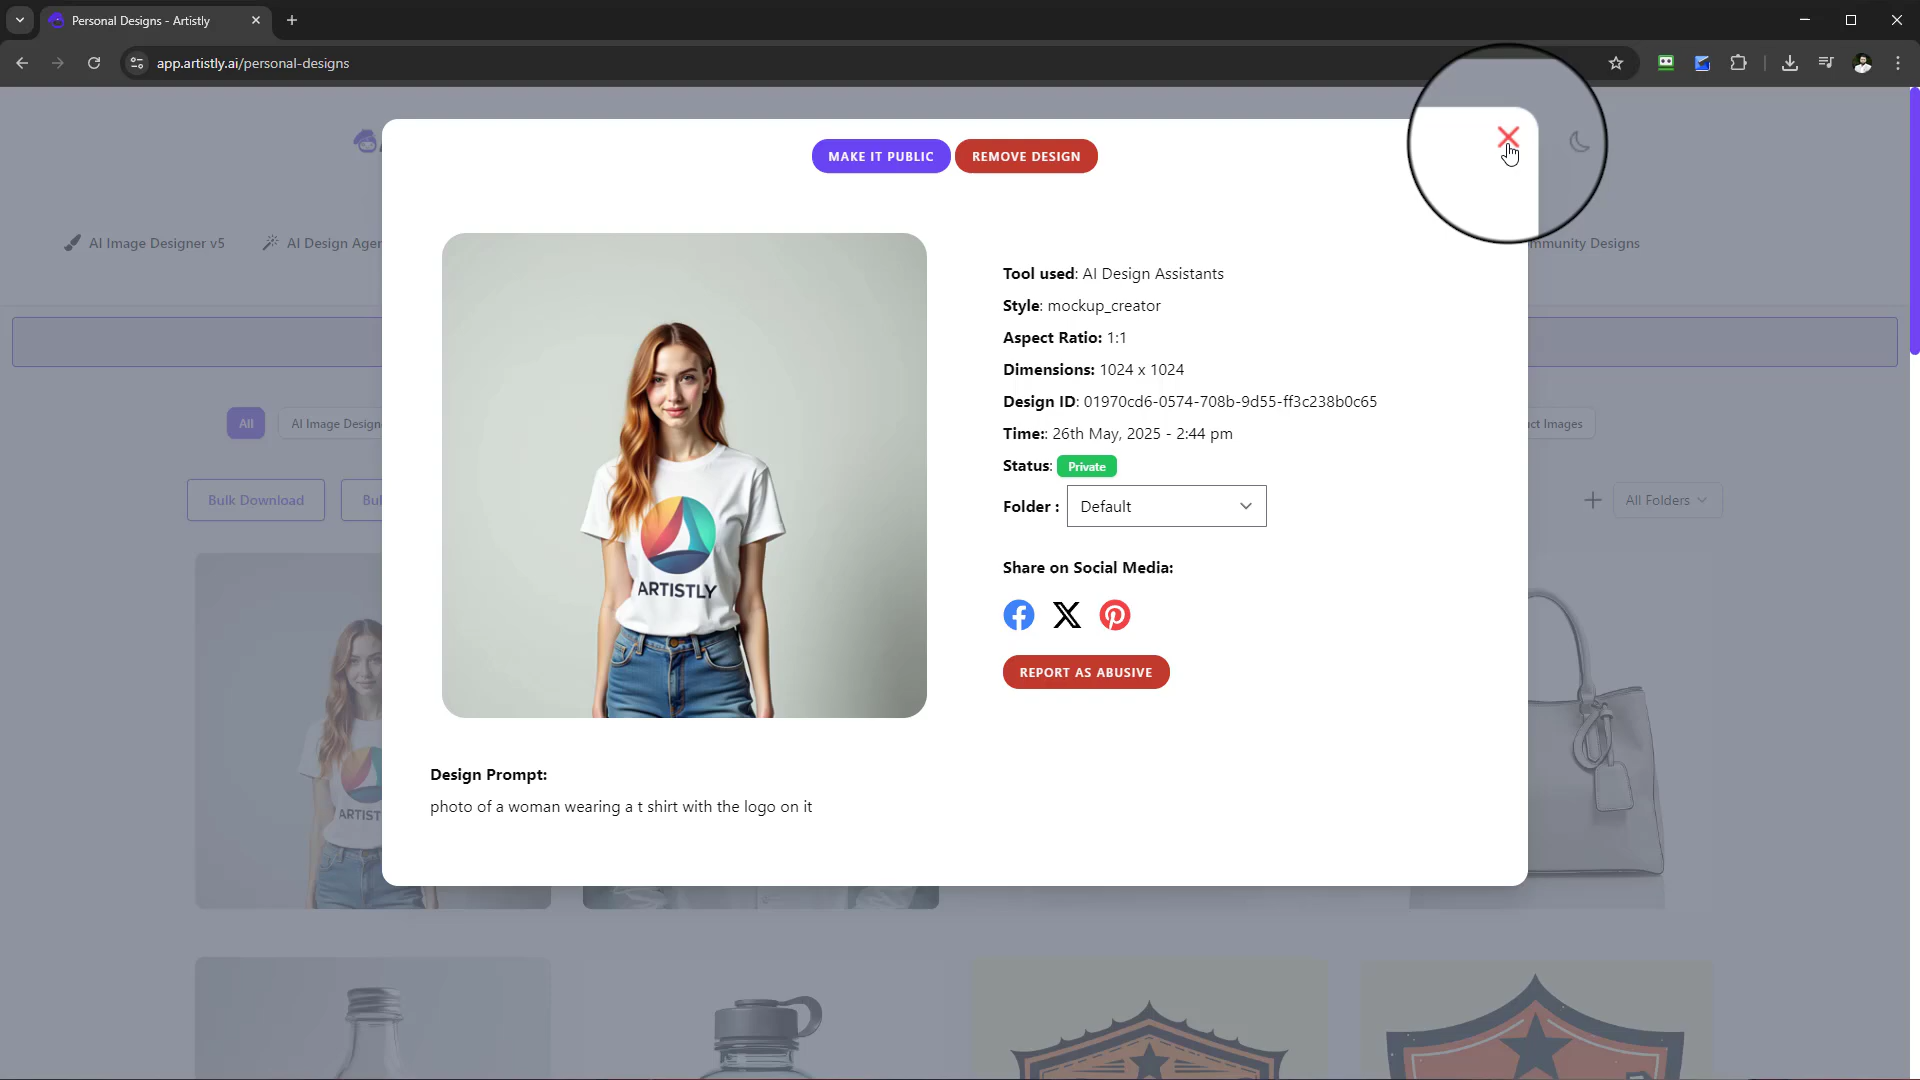 Personal Designs - Artistly
app.artistly.ai/personal-designs
MAKE IT PUBLIC
REMOVE DESIGN
AI Image Designer v5
AI Design Agen
mmunity Designs
Tool used: AI Design Assistants
Style: mockup_creator
Aspect Ratio: 1:1
Dimensions: 1024 x 1024
Design ID: 01970cd6-0574-708b-9d55-ff3c238b0c65
Time:: 26th May, 2025 - 2:44 pm
Status: Private
Folder : Default
Share on Social Media:
REPORT AS ABUSIVE
ARTISTLY
All
AI Image Design
ct Images
Bulk Download
Bul
All Folders
ARTIST
Design Prompt:
photo of a woman wearing a t shirt with the logo on it